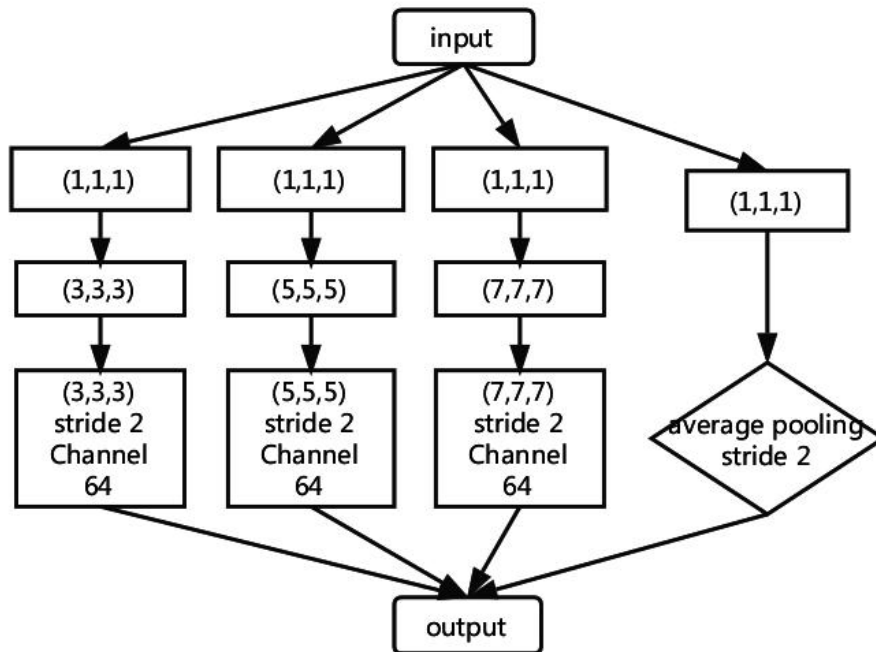 input
(1,1,1)
(1,1,1)
(1,1,1)
(1,1,1)
(3,3,3)
(5,5,5)
(7,7,7)
(3,3,3)
stride 2
Channel
64
(5,5,5)
stride 2
Channel
64
(7,7,7)
stride 2
Channel
64
average pooling
stride 2
output